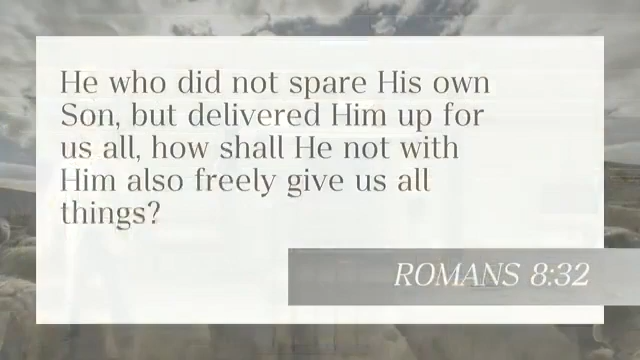 He who did not spare His own
Son, but delivered Him up for
us all, how shall He not with
Him also freely give us all
things?
ROMANS 8:32